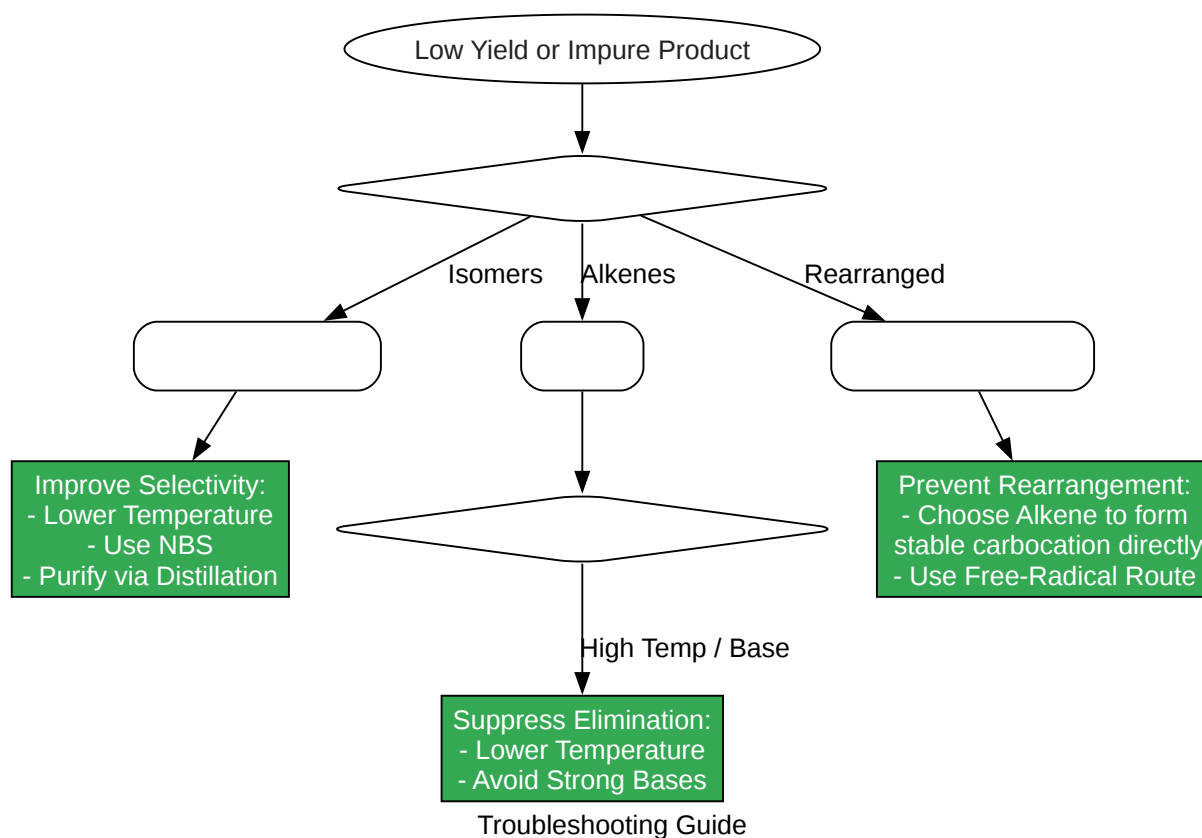 Low Yield or Impure Product
Isomers
Alkenes
Rearranged
Improve Selectivity:
- Lower Temperature
- Use NBS
- Purify via Distillation
Prevent Rearrangement:
- Choose Alkene to form
stable carbocation directly
- Use Free-Radical Route
High Temp / Base
Suppress Elimination:
- Lower Temperature
- Avoid Strong Bases
Troubleshooting Guide